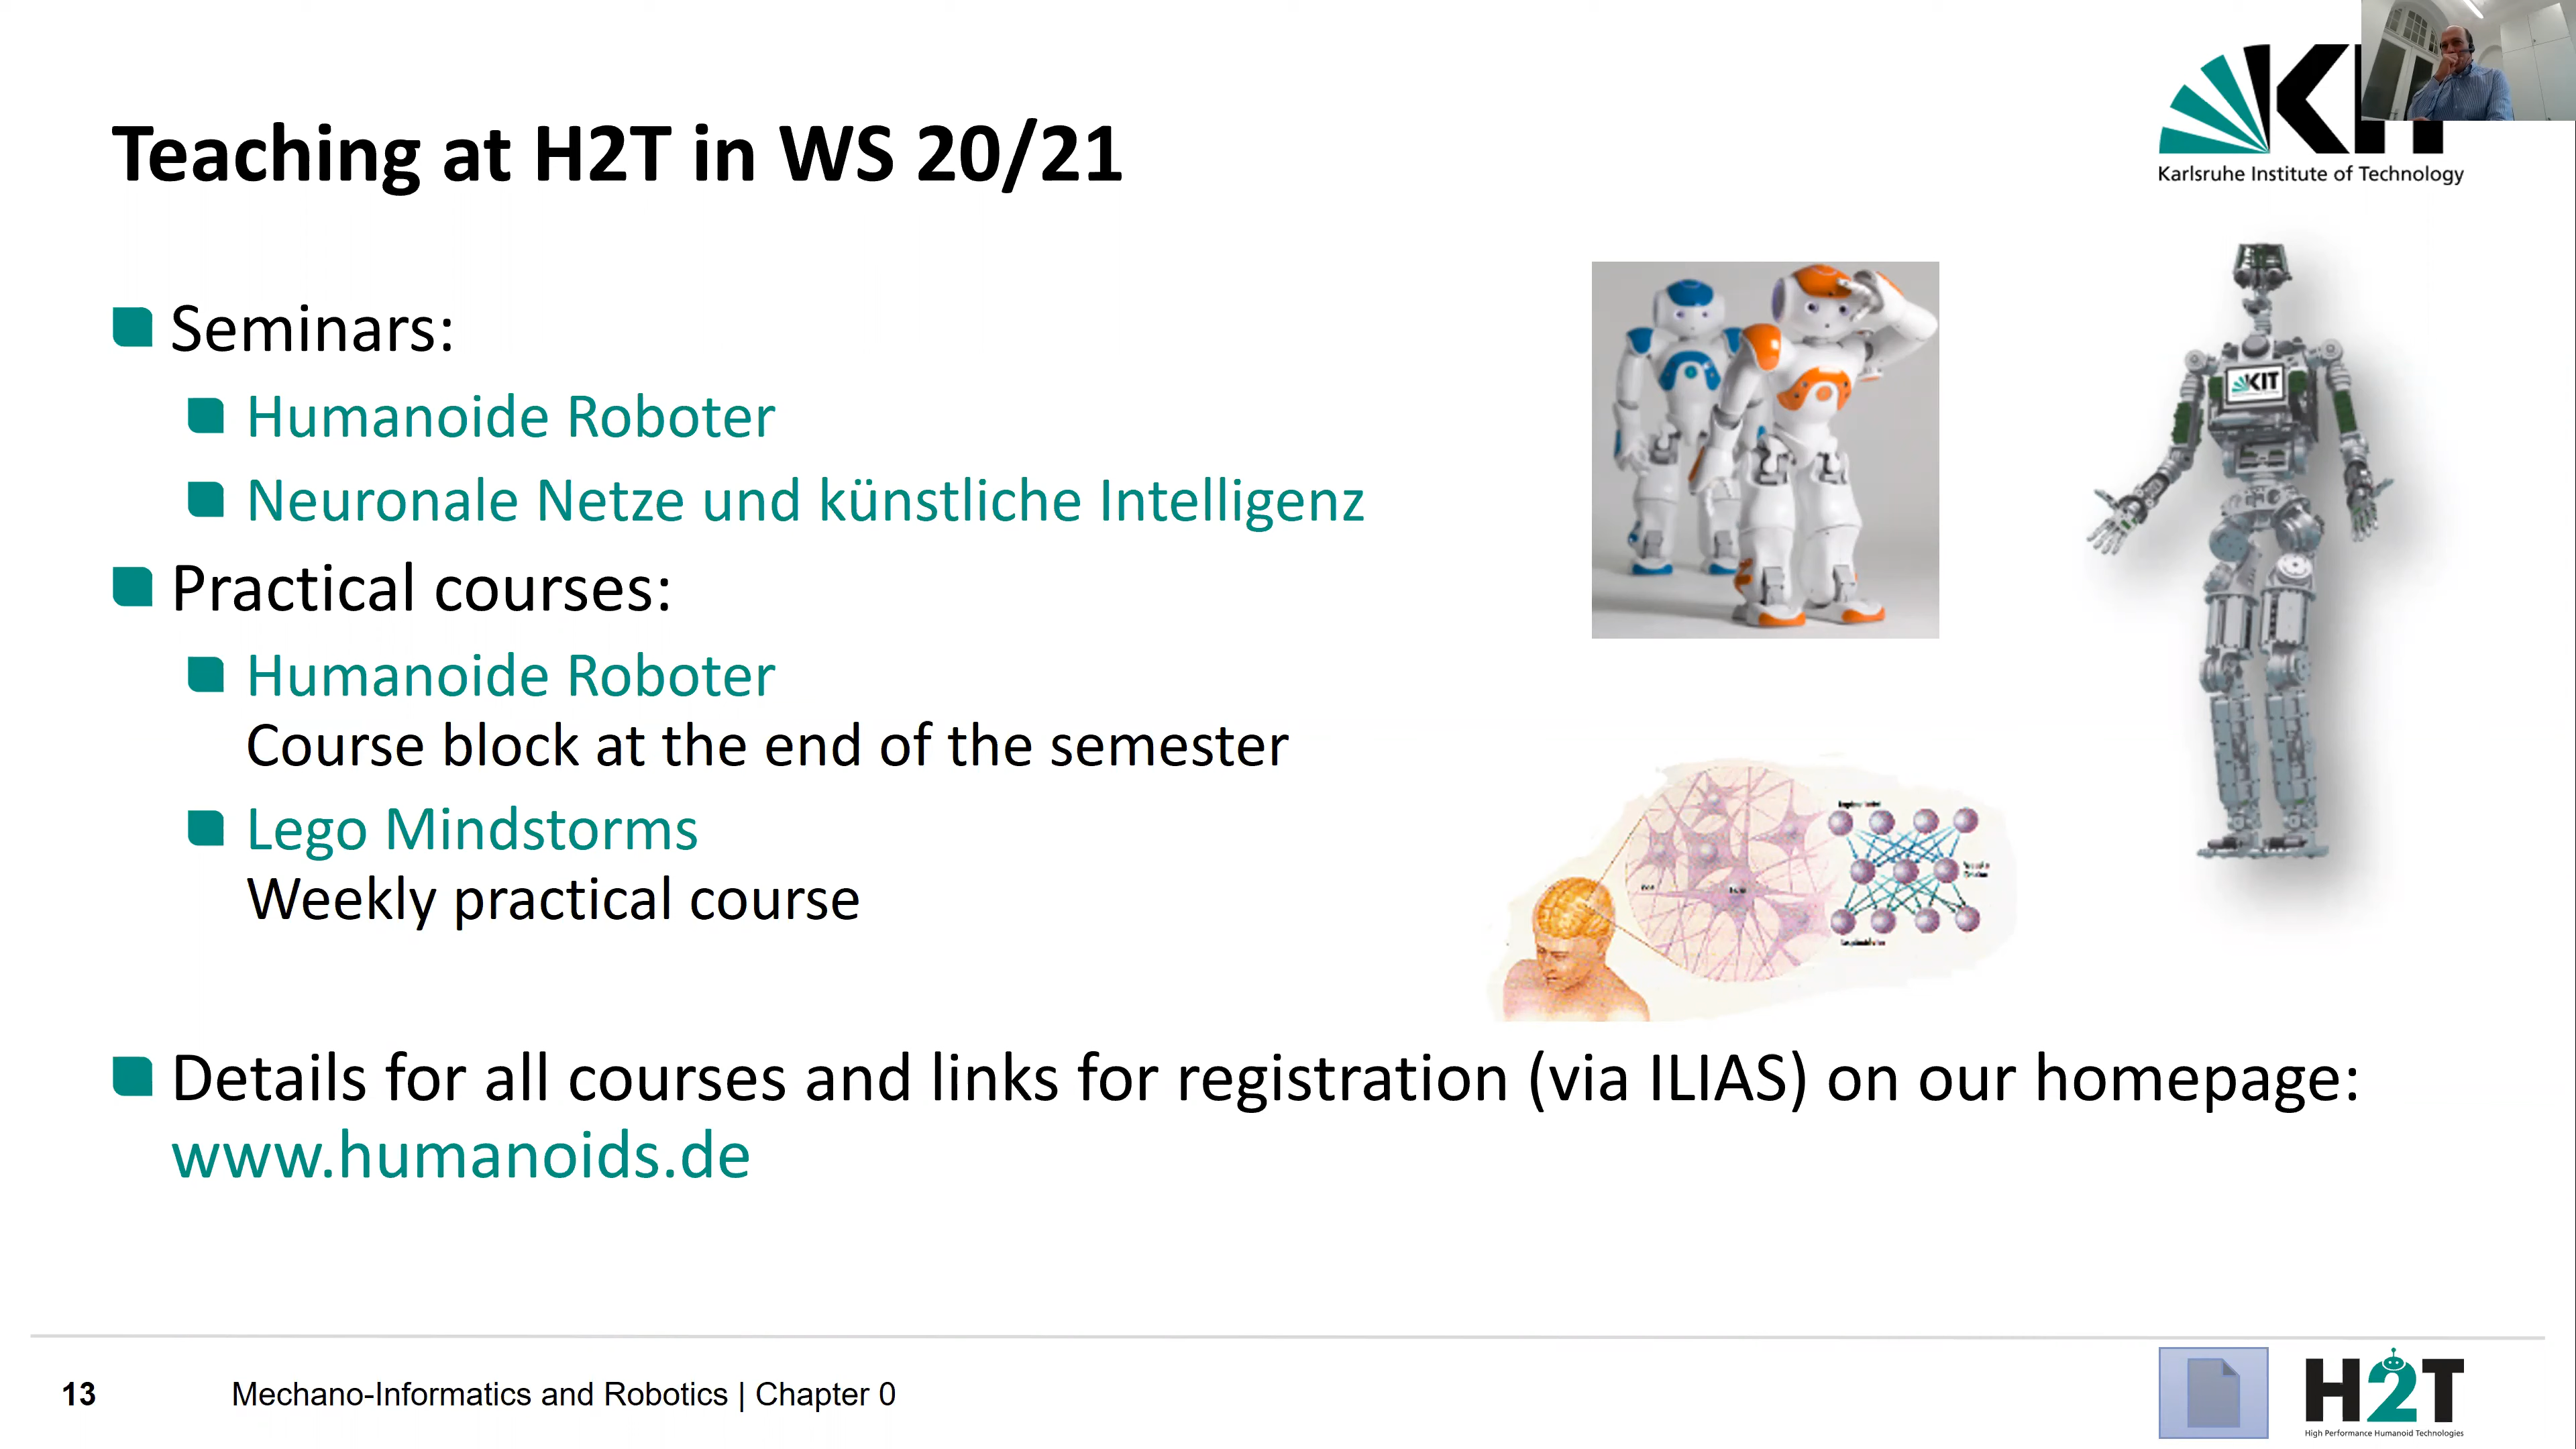 Teaching at H2T in WS 20/21
Karlsruhe Institute of Technology
Seminars:
Humanoide Roboter
Neuronale Netze und künstliche Intelligenz
Practical courses:
Humanoide Roboter
Course block at the end of the semester
Lego Mindstorms
Weekly practical course
KIT
Details for all courses and links for registration (via ILIAS) on our homepage:
www.humanoids.de
13
Mechano-Informatics and Robotics | Chapter 0
H2T
High Performance Humanoid Technologies